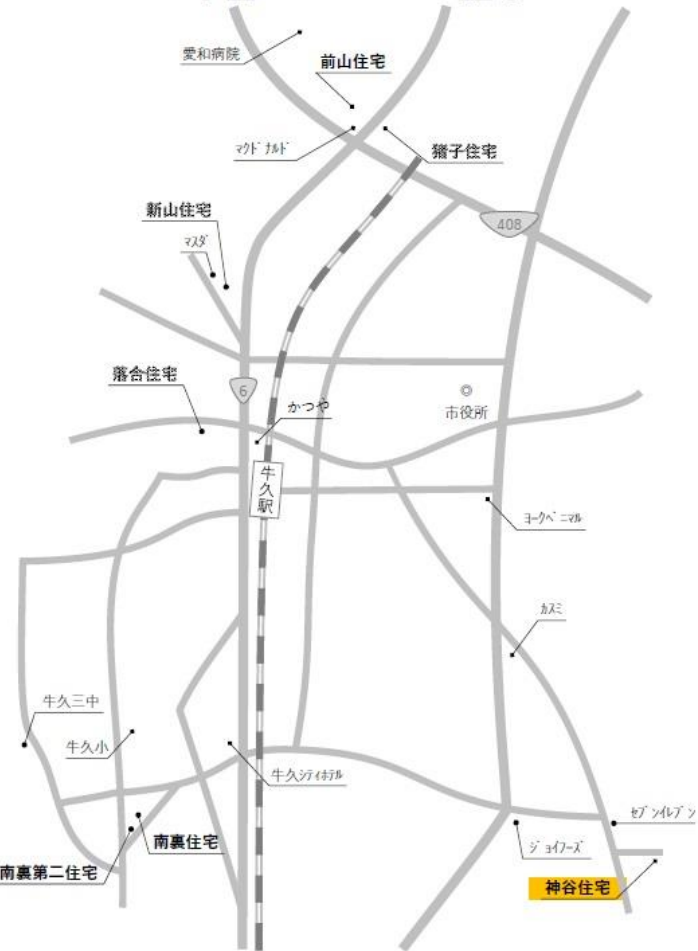 愛和病院
前山住宅
ﾏｸﾄﾞﾅﾙﾄﾞ
猪子住宅
新山住宅
ﾏｽﾀﾞ
408
落合住宅
6
かつや
市役所
牛久駅
ﾖｰｸﾍﾞﾆﾏﾙ
ｶｽﾐ
牛久三中
牛久小
牛久ｼﾃｨﾎﾃﾙ
ｾﾌﾞﾝｲﾚﾌﾞﾝ
南裏住宅
ｼﾞｮｲﾌｰｽﾞ
南裏第二住宅
神谷住宅